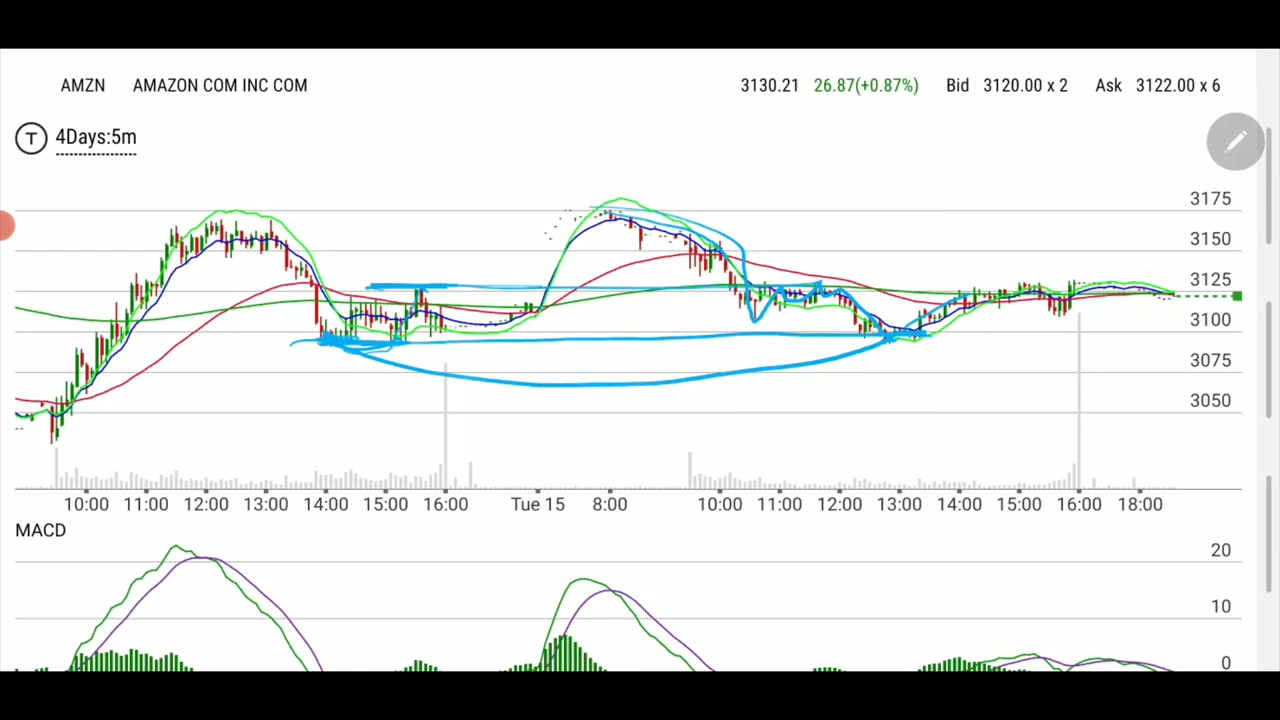 AMZN AMAZON COM INC COM 3130.21 26.87(+0.87%) Bid 3120.00 x 2 Ask 3122.00 x 6
T 4Days:5m
3175
3150
3125
3100
3075
3050
10:00 11:00 12:00 13:00 14:00 15:00 16:00 Tue 15 8:00 10:00 11:00 12:00 13:00 14:00 15:00 16:00 18:00
MACD
20
10
0